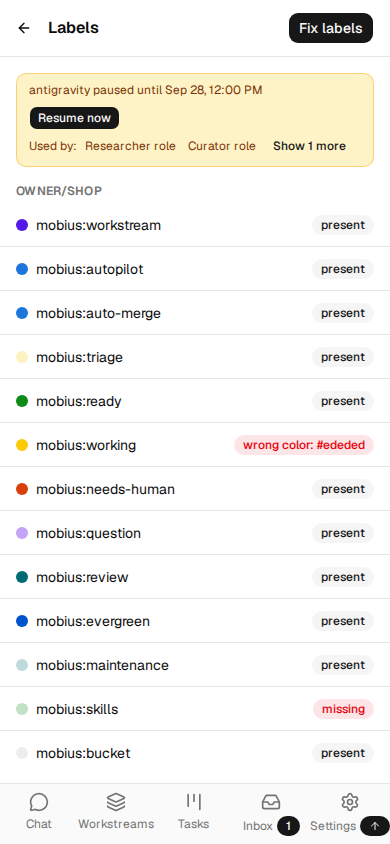 Labels
Fix labels
antigravity paused until Sep 28, 12:00 PM
Resume now
Used by: Researcher role Curator role Show 1 more
OWNER/SHOP
mobius:workstream present
mobius:autopilot present
mobius:auto-merge present
mobius:triage present
mobius:ready present
mobius:working wrong color: #ededed
mobius:needs-human present
mobius:question present
mobius:review present
mobius:evergreen present
mobius:maintenance present
mobius:skills missing
mobius:bucket present
Chat Workstreams Tasks Inbox 1 Settings